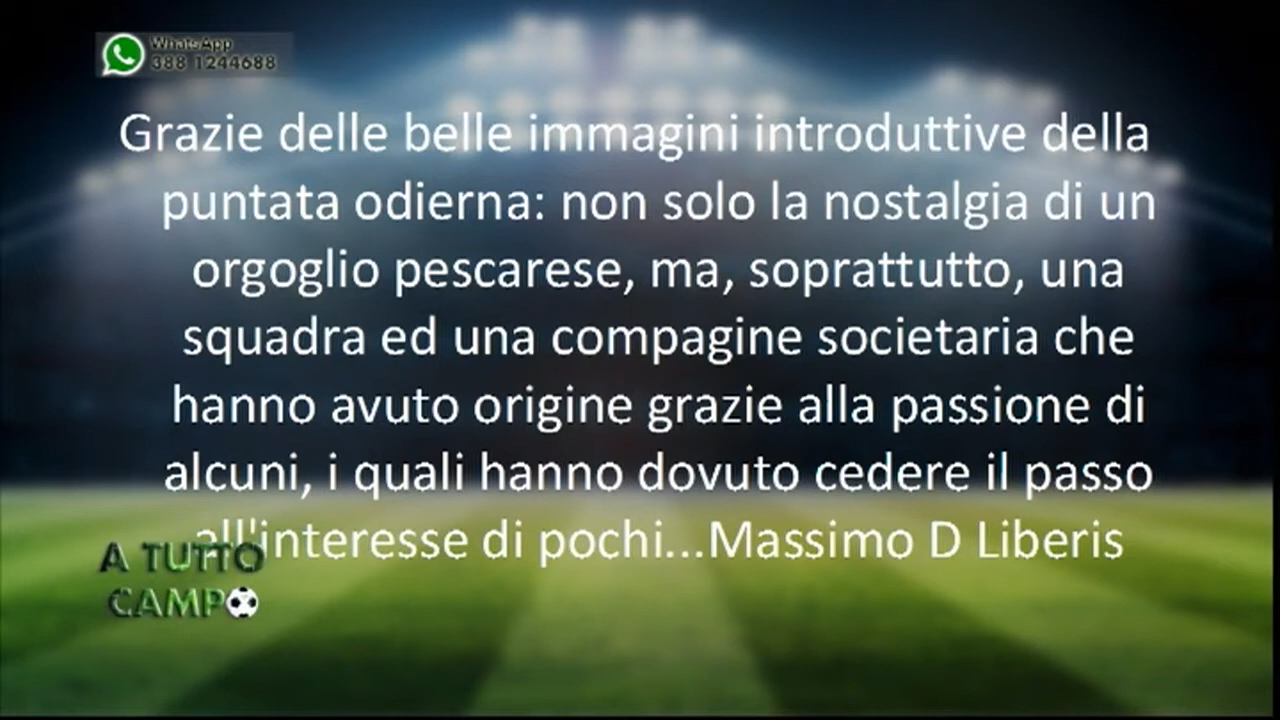 WhatsApp
388 1244688
Grazie delle belle immagini introduttive della
puntata odierna: non solo la nostalgia di un
orgoglio pescarese, ma, soprattutto, una
squadra ed una compagine societaria che
hanno avuto origine grazie alla passione di
alcuni, i quali hanno dovuto cedere il passo
all'interesse di pochi...Massimo D Liberis
A TUTTO
CAMPO